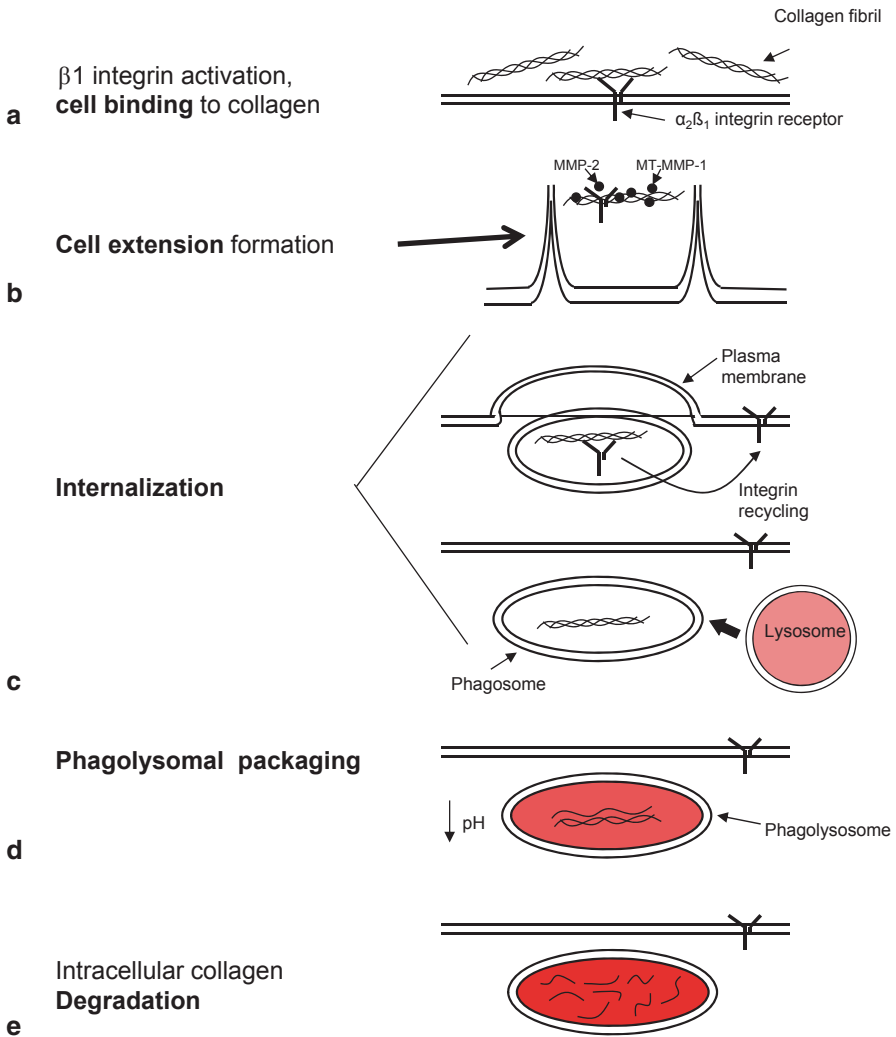 Collagen fibril
β1 integrin activation,
cell binding to collagen
a
α₂ß₁ integrin receptor
MMP-2
MT-MMP-1
Cell extension formation
b
Plasma
membrane
Internalization
Integrin
recycling
Lysosome
Phagosome
c
Phagolysomal packaging
pH
Phagolysosome
d
Intracellular collagen
Degradation
e